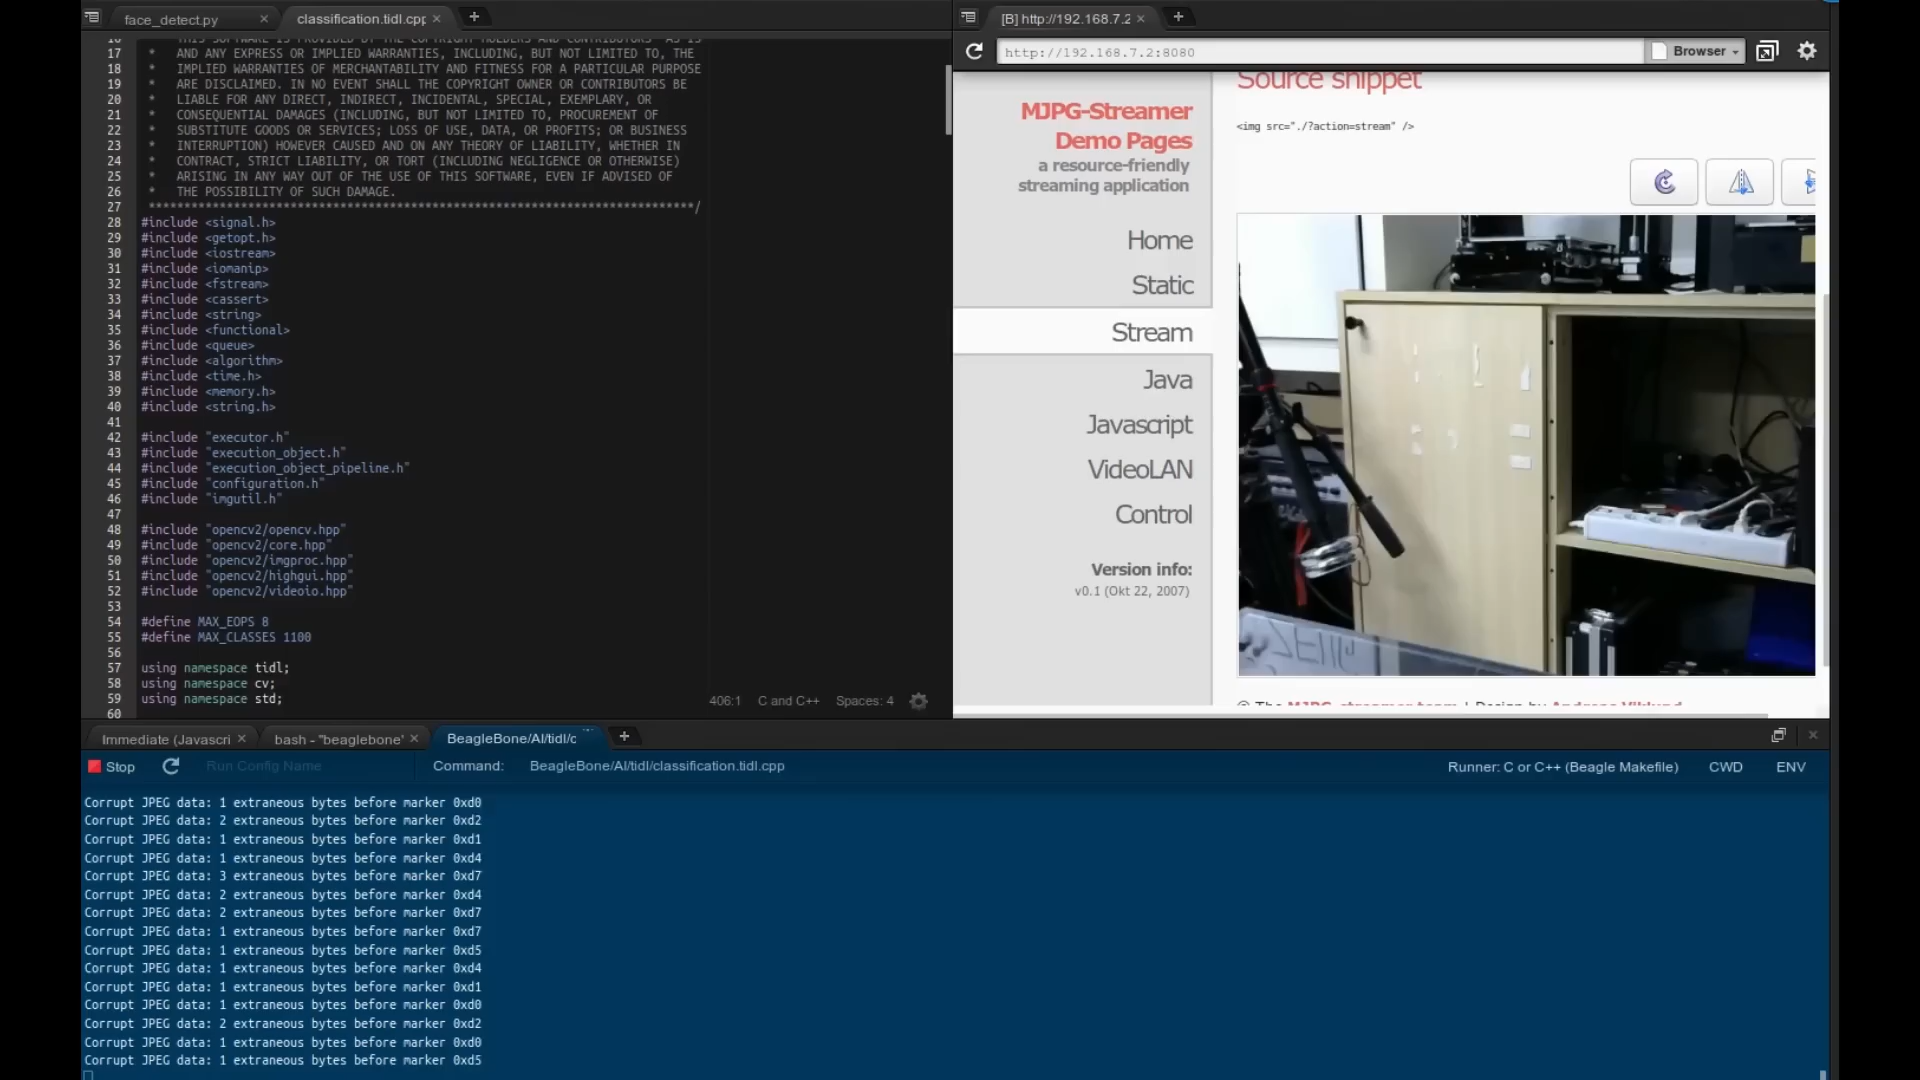 face_detect.py
classification.tidl.cpp
17 * AND ANY EXPRESS OR IMPLIED WARRANTIES, INCLUDING, BUT NOT LIMITED TO, THE
18 * IMPLIED WARRANTIES OF MERCHANTABILITY AND FITNESS FOR A PARTICULAR PURPOSE
19 * ARE DISCLAIMED. IN NO EVENT SHALL THE COPYRIGHT OWNER OR CONTRIBUTORS BE
20 * LIABLE FOR ANY DIRECT, INDIRECT, INCIDENTAL, SPECIAL, EXEMPLARY, OR
21 * CONSEQUENTIAL DAMAGES (INCLUDING, BUT NOT LIMITED TO, PROCUREMENT OF
22 * SUBSTITUTE GOODS OR SERVICES; LOSS OF USE, DATA, OR PROFITS; OR BUSINESS
23 * INTERRUPTION) HOWEVER CAUSED AND ON ANY THEORY OF LIABILITY, WHETHER IN
24 * CONTRACT, STRICT LIABILITY, OR TORT (INCLUDING NEGLIGENCE OR OTHERWISE)
25 * ARISING IN ANY WAY OUT OF THE USE OF THIS SOFTWARE, EVEN IF ADVISED OF
26 * THE POSSIBILITY OF SUCH DAMAGE.
27 *****************************************************************************/
28 #include <signal.h>
29 #include <getopt.h>
30 #include <iostream>
31 #include <iomanip>
32 #include <fstream>
33 #include <cassert>
34 #include <string>
35 #include <functional>
36 #include <queue>
37 #include <algorithm>
38 #include <time.h>
39 #include <memory.h>
40 #include <string.h>
41
42 #include "executor.h"
43 #include "execution_object.h"
44 #include "execution_object_pipeline.h"
45 #include "configuration.h"
46 #include "imgutil.h"
47
48 #include "opencv2/opencv.hpp"
49 #include "opencv2/core.hpp"
50 #include "opencv2/imgproc.hpp"
51 #include "opencv2/highgui.hpp"
52 #include "opencv2/videoio.hpp"
53
54 #define MAX_EOPS 8
55 #define MAX_CLASSES 1100
56
57 using namespace tidl;
58 using namespace cv;
59 using namespace std;
60
406:1 C and C++ Spaces: 4
[B] http://192.168.7.2
http://192.168.7.2:8080
Browser
Source snippet
<img src="./?action=stream" />
MJPG-Streamer
Demo Pages
a resource-friendly
streaming application
Home
Static
Stream
Java
Javascript
VideoLAN
Control
Version info:
v0.1 (Okt 22, 2007)
© The MJPG-streamer team | Design by Andreas Viklund
Immediate (Javascri
bash - "beaglebone'
BeagleBone/AI/tidl/c
Stop
Run Config Name
Command: BeagleBone/AI/tidl/classification.tidl.cpp
Runner: C or C++ (Beagle Makefile) CWD ENV
Corrupt JPEG data: 1 extraneous bytes before marker 0xd0
Corrupt JPEG data: 2 extraneous bytes before marker 0xd2
Corrupt JPEG data: 1 extraneous bytes before marker 0xd1
Corrupt JPEG data: 1 extraneous bytes before marker 0xd4
Corrupt JPEG data: 3 extraneous bytes before marker 0xd7
Corrupt JPEG data: 2 extraneous bytes before marker 0xd4
Corrupt JPEG data: 2 extraneous bytes before marker 0xd7
Corrupt JPEG data: 1 extraneous bytes before marker 0xd7
Corrupt JPEG data: 1 extraneous bytes before marker 0xd5
Corrupt JPEG data: 1 extraneous bytes before marker 0xd4
Corrupt JPEG data: 1 extraneous bytes before marker 0xd1
Corrupt JPEG data: 1 extraneous bytes before marker 0xd0
Corrupt JPEG data: 2 extraneous bytes before marker 0xd2
Corrupt JPEG data: 1 extraneous bytes before marker 0xd0
Corrupt JPEG data: 1 extraneous bytes before marker 0xd5